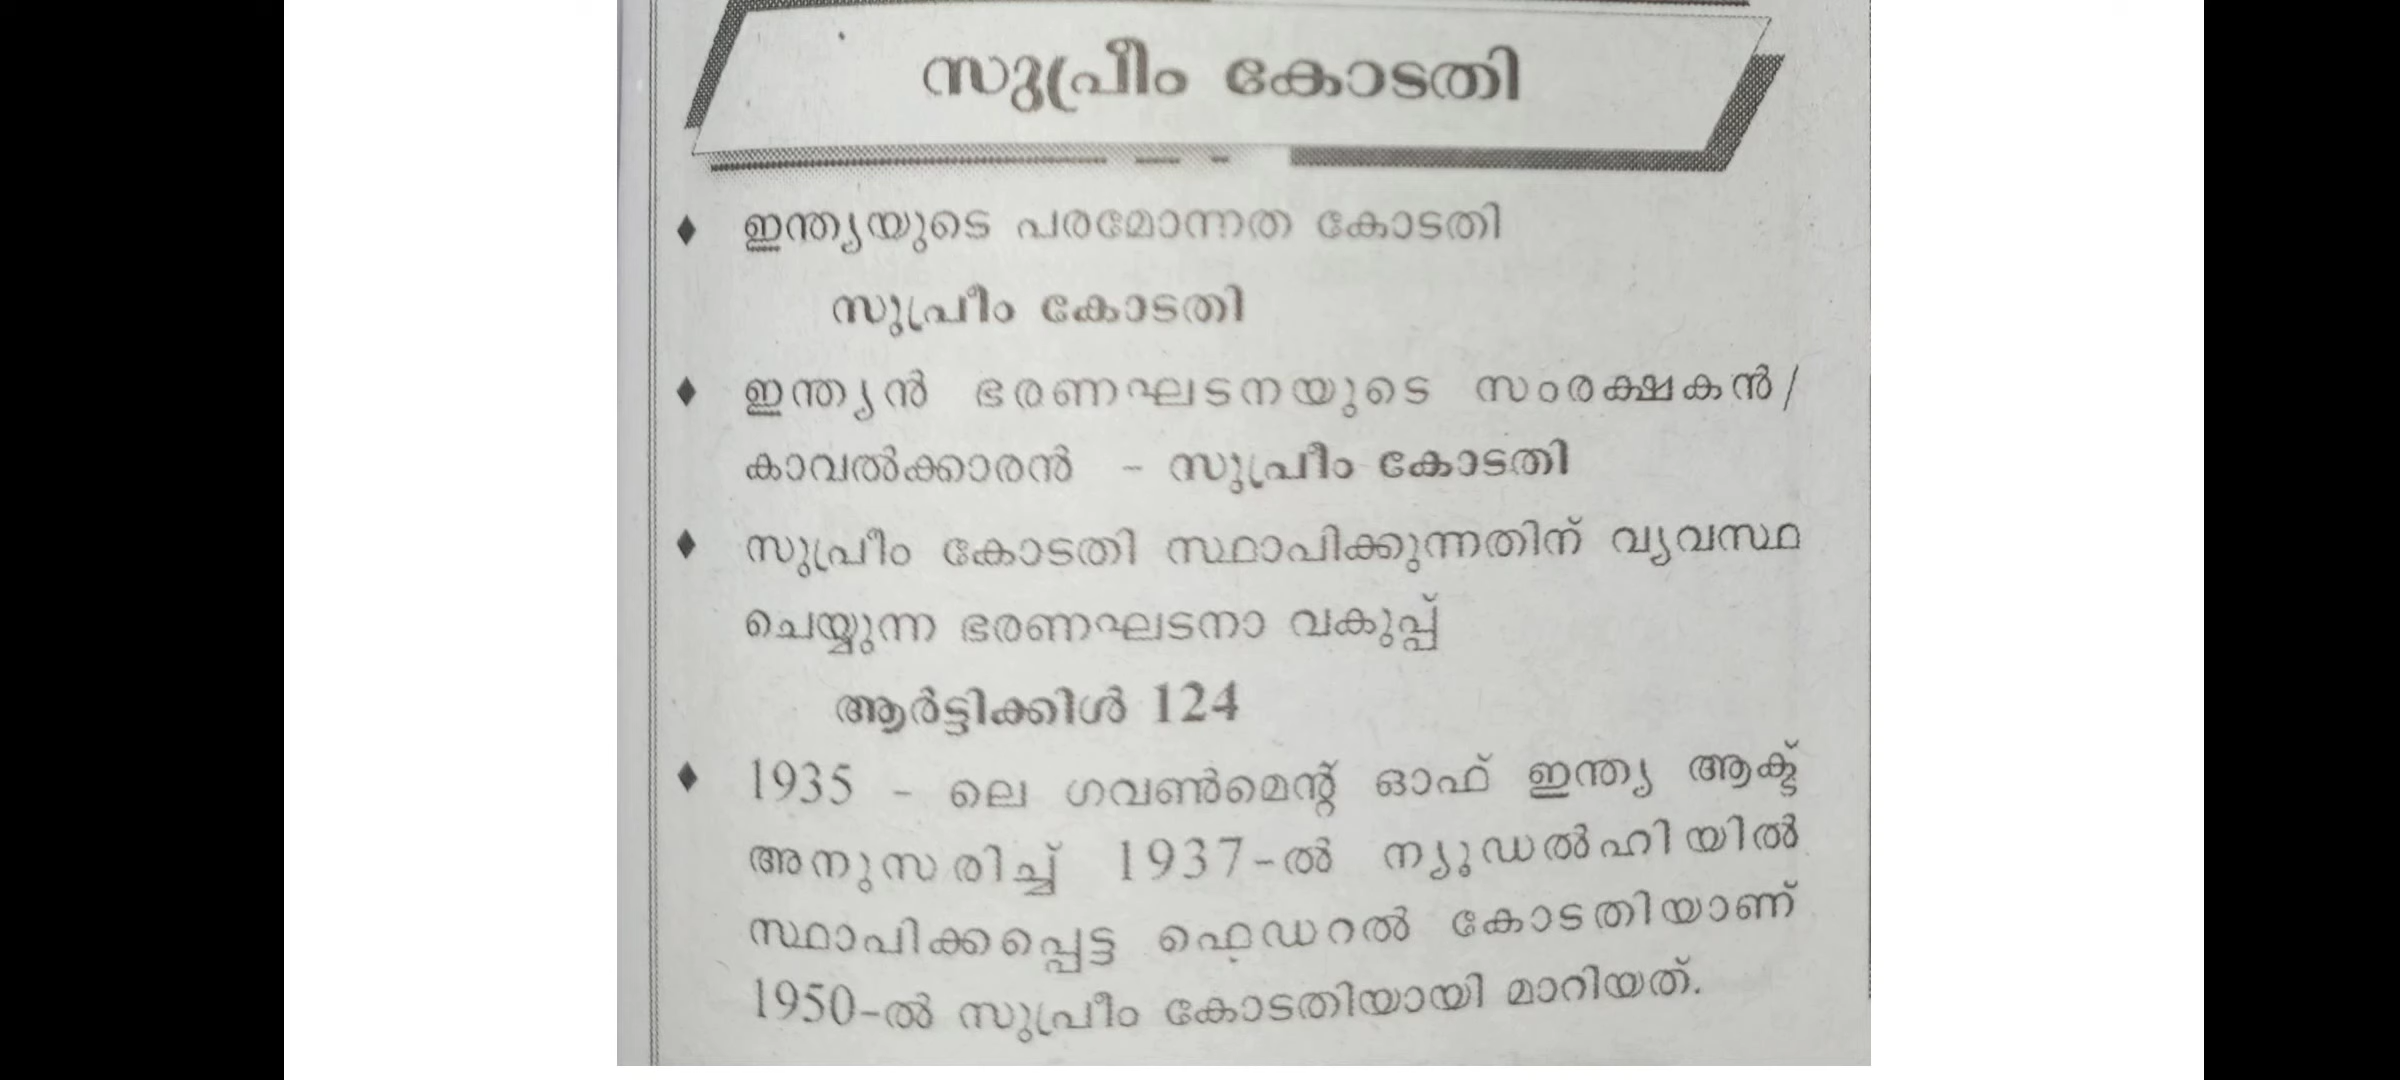 സുപ്രീം കോടതി
♦ ഇന്ത്യയുടെ പരമോന്നത കോടതി
സുപ്രീം കോടതി
♦ ഇന്ത്യൻ ഭരണഘടനയുടെ സംരക്ഷകൻ/
കാവൽക്കാരൻ - സുപ്രീം കോടതി
♦ സുപ്രീം കോടതി സ്ഥാപിക്കുന്നതിന് വ്യവസ്ഥ
ചെയ്യുന്ന ഭരണഘടനാ വകുപ്പ്
ആർട്ടിക്കിൾ 124
♦ 1935 - ലെ ഗവൺമെന്റ് ഓഫ് ഇന്ത്യ ആക്ട്
അനുസരിച്ച് 1937-ൽ ന്യൂഡൽഹിയിൽ
സ്ഥാപിക്കപ്പെട്ട ഫെഡറൽ കോടതിയാണ്
1950-ൽ സുപ്രീം കോടതിയായി മാറിയത്.